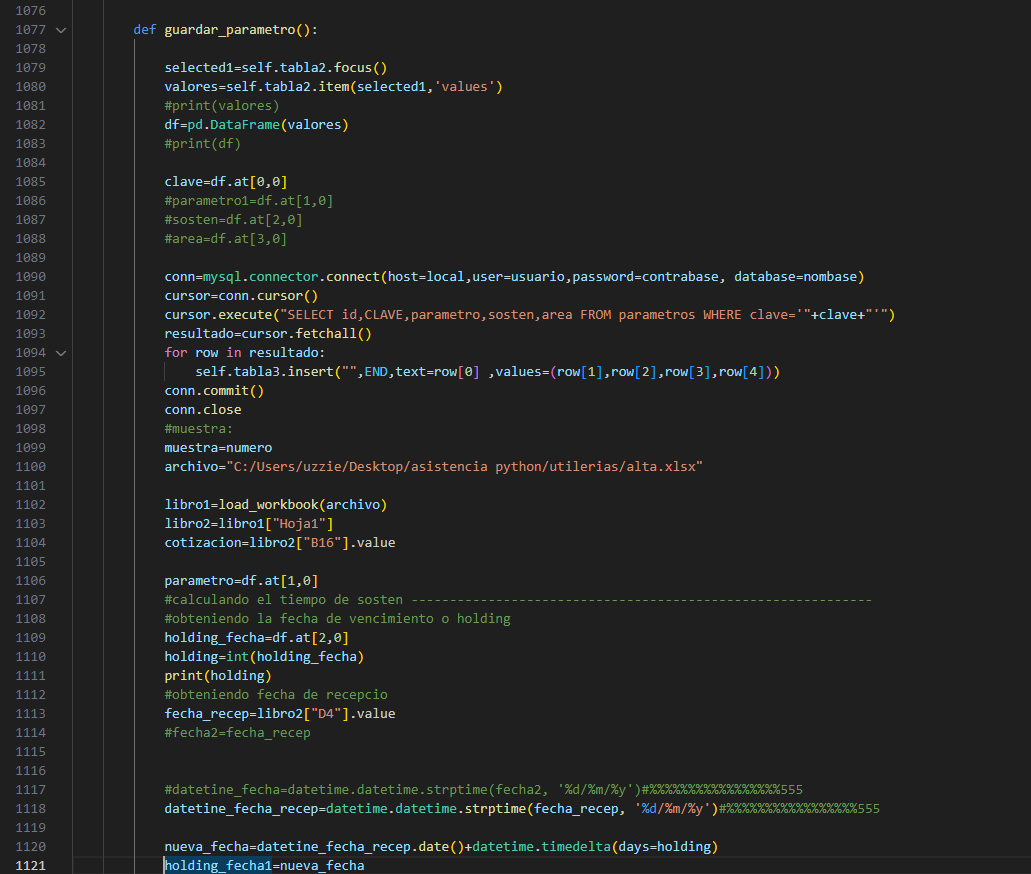 1076
1077 def guardar_parametro():
1078
1079 selected1=self.tabla2.focus()
1080 valores=self.tabla2.item(selected1,'values')
1081 #print(valores)
1082 df=pd.DataFrame(valores)
1083 #print(df)
1084
1085 clave=df.at[0,0]
1086 #parametro1=df.at[1,0]
1087 #sosten=df.at[2,0]
1088 #area=df.at[3,0]
1089
1090 conn=mysql.connector.connect(host=local,user=usuario,password=contrabase, database=nombase)
1091 cursor=conn.cursor()
1092 cursor.execute("SELECT id,CLAVE,parametro,sosten,area FROM parametros WHERE clave='"+clave+"'")
1093 resultado=cursor.fetchall()
1094 for row in resultado:
1095 self.tabla3.insert("",END,text=row[0] ,values=(row[1],row[2],row[3],row[4]))
1096 conn.commit()
1097 conn.close
1098 #muestra:
1099 muestra=numero
1100 archivo="C:/Users/uzzie/Desktop/asistencia python/utilerias/alta.xlsx"
1101
1102 libro1=load_workbook(archivo)
1103 libro2=libro1["Hoja1"]
1104 cotizacion=libro2["B16"].value
1105
1106 parametro=df.at[1,0]
1107 #calculando el tiempo de sosten ------------------------------------------------------------
1108 #obteniendo la fecha de vencimiento o holding
1109 holding_fecha=df.at[2,0]
1110 holding=int(holding_fecha)
1111 print(holding)
1112 #obteniendo fecha de recepcio
1113 fecha_recep=libro2["D4"].value
1114 #fecha2=fecha_recep
1115
1116
1117 #datetine_fecha=datetime.datetime.strptime(fecha2, '%d/%m/%y')#%%%%%%%%%%%%%%%%%555
1118 datetine_fecha_recep=datetime.datetime.strptime(fecha_recep, '%d/%m/%y')#%%%%%%%%%%%%%%%%%555
1119
1120 nueva_fecha=datetine_fecha_recep.date()+datetime.timedelta(days=holding)
1121 holding_fecha1=nueva_fecha